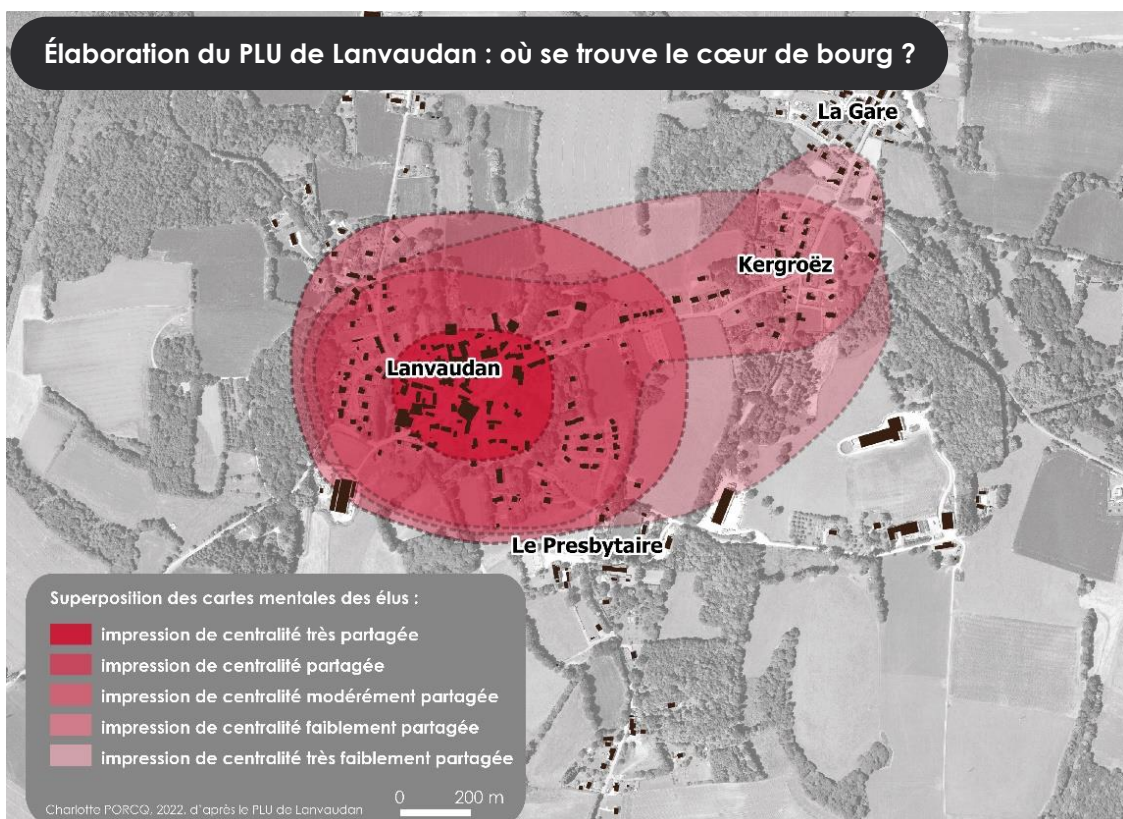 Élaboration du PLU de Lanvaudan : où se trouve le cœur de bourg ?
La Gare
Kergroëz
Lanvaudan
Le Presbytaire
Superposition des cartes mentales des élus :
impression de centralité très partagée
impression de centralité partagée
impression de centralité modérément partagée
impression de centralité faiblement partagée
impression de centralité très faiblement partagée
Charlotte PORCQ, 2022, d'après le PLU de Lanvaudan
0 200 m